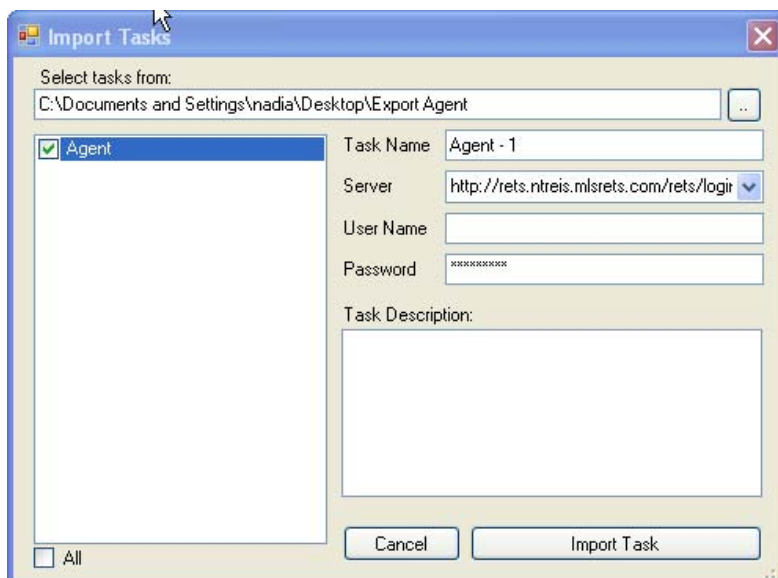 Import Tasks
Select tasks from:
C:\Documents and Settings\nadia\Desktop\Export Agent
..
Agent
Task Name
Agent - 1
Server
http://rets.ntreis.mlsrets.com/rets/login
User Name
Password
*********
Task Description:
All
Cancel
Import Task